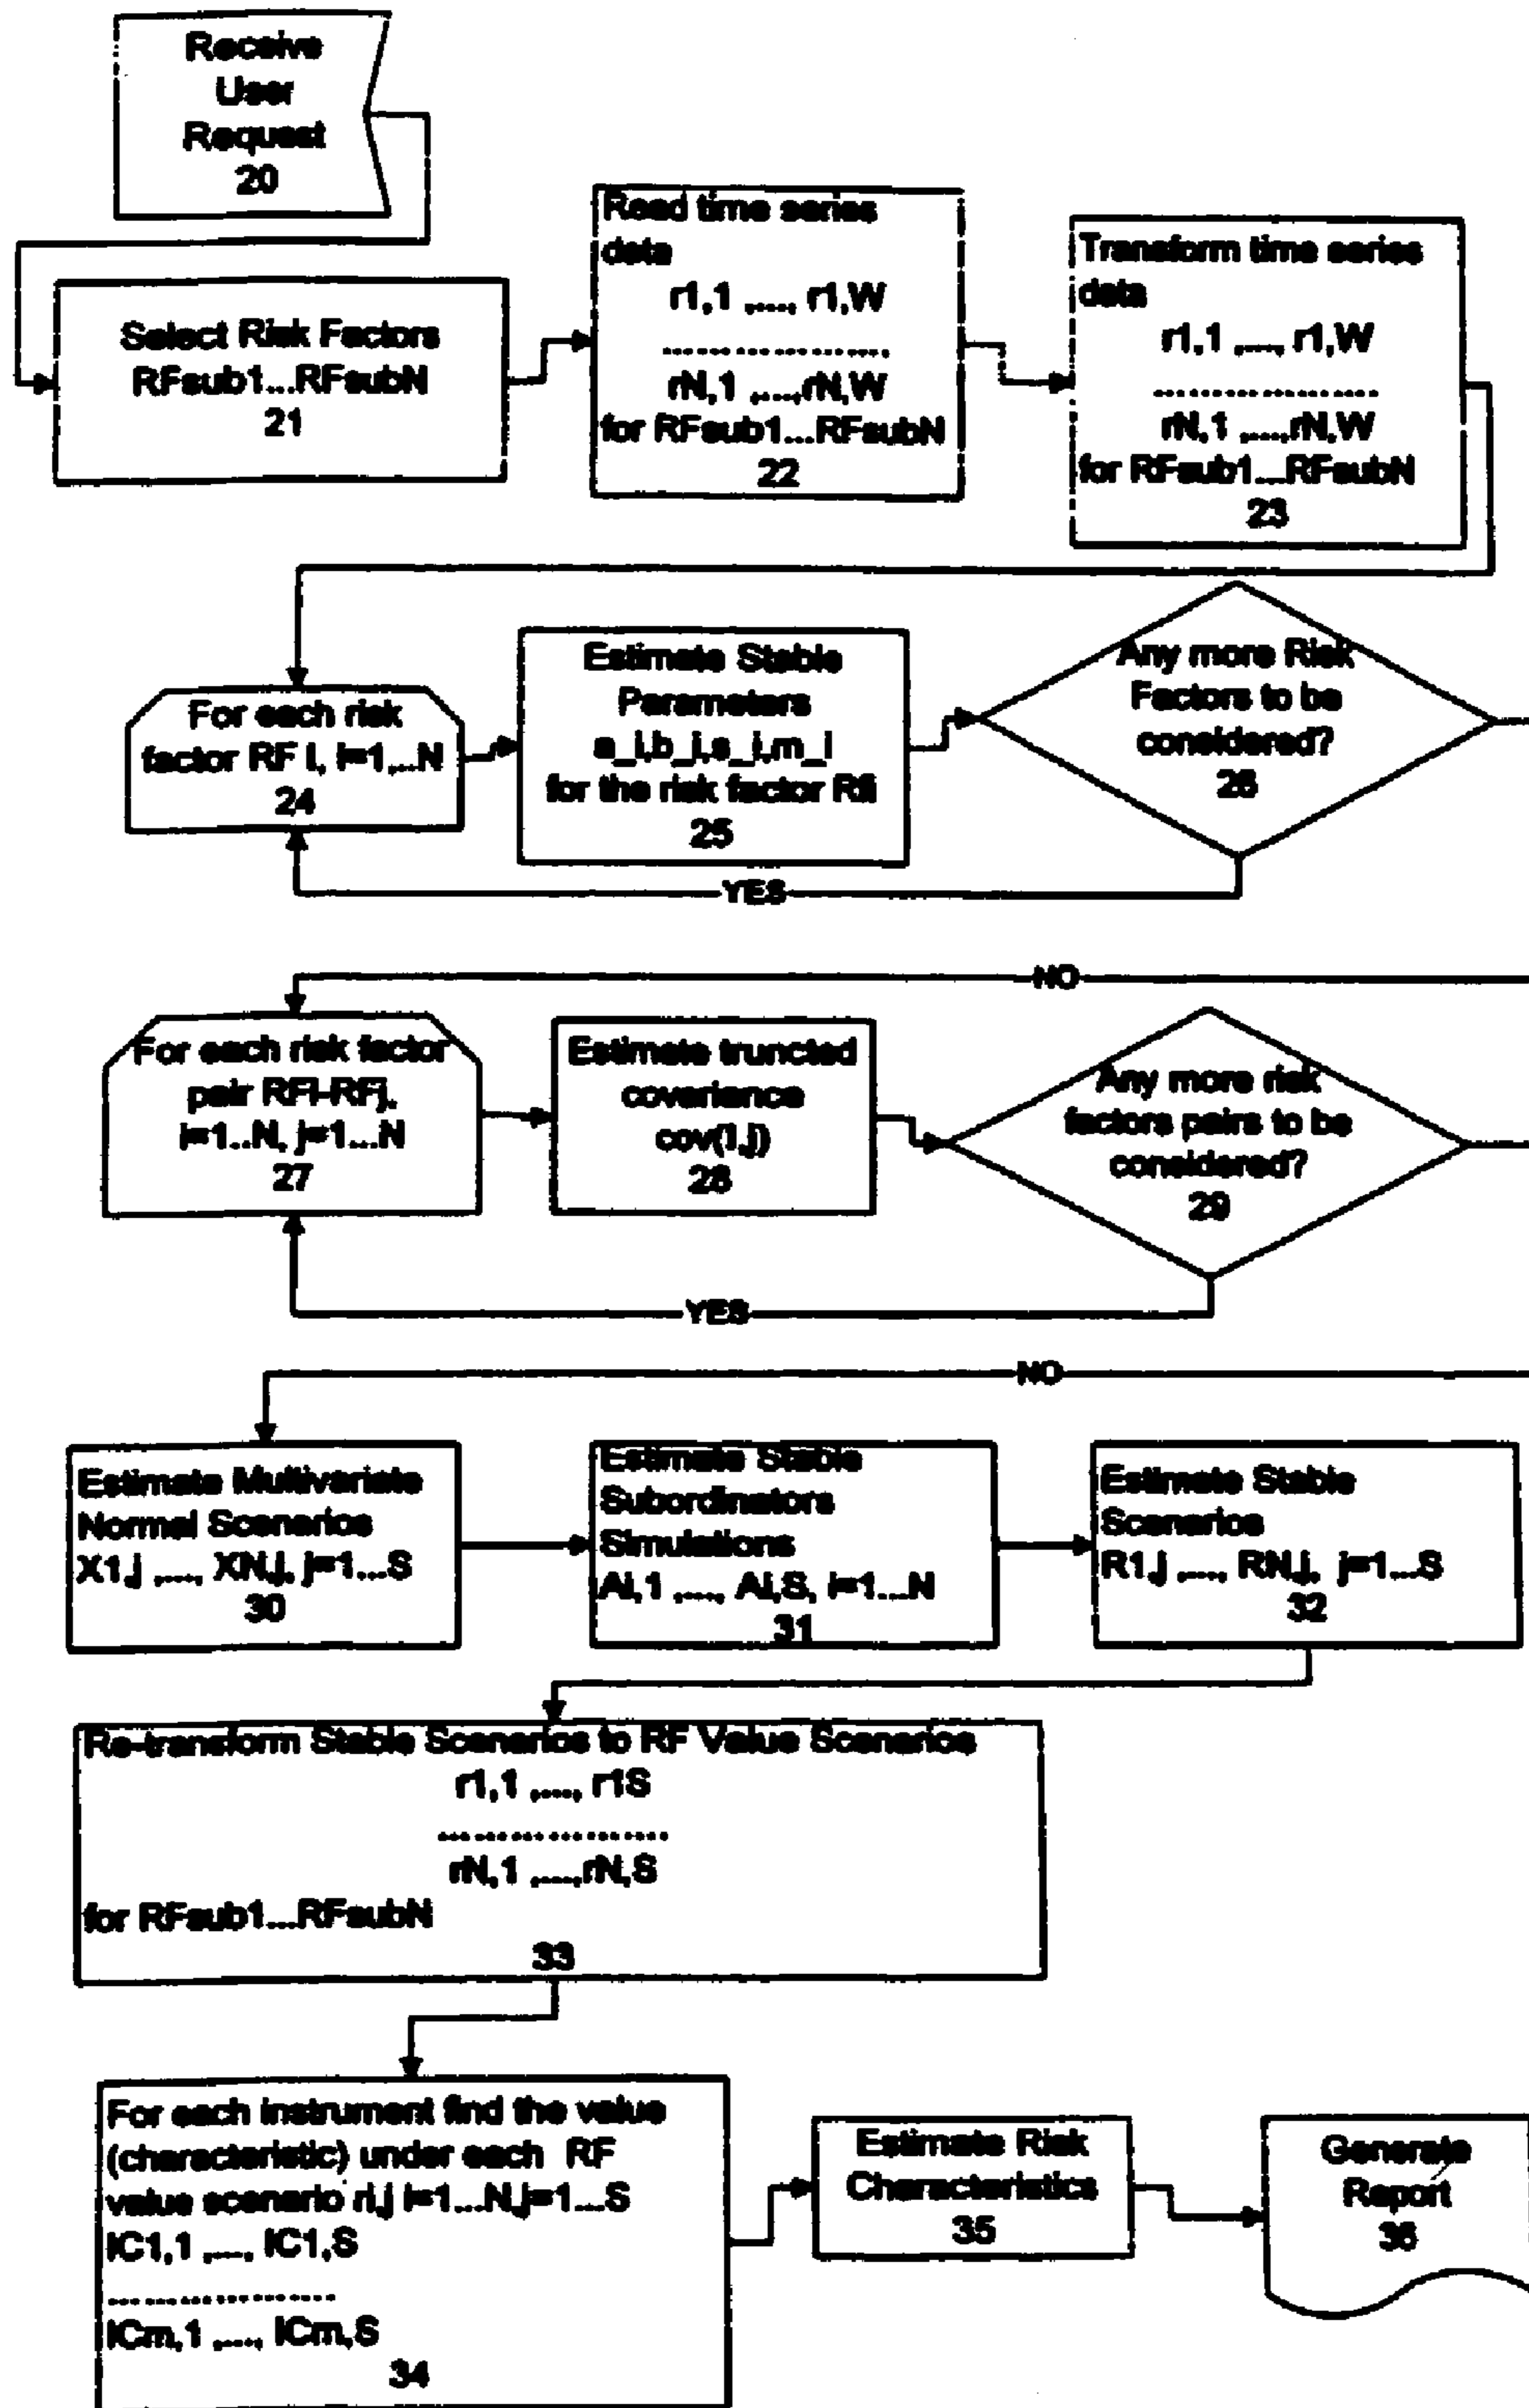 Receive
User
Request
20
Select Risk Factors
RFsub1...RFsubN
21
Read time series
data
r1,1 ,...., r1,W
...................
rN,1 ,....,rN,W
for RFsub1...RFsubN
22
Transform time series
data
r1,1 ,...., r1,W
...................
rN,1 ,....,rN,W
for RFsub1...RFsubN
23
For each risk
factor RF i, i=1,..N
24
Estimate Stable
Parameters
a_i,b_i,s_i,m_i
for the risk factor Rfi
25
Any more Risk
Factors to be
considered?
26
YES
NO
For each risk factor
pair RFi-RFj,
i=1..N, j=1...N
27
Estimate truncted
covariance
cov(i,j)
28
Any more risk
factors pairs to be
considered?
29
YES
NO
Estimate Multivariate
Normal Scenarios
X1,j ,...., XN,j, j=1...S
30
Estimate Stable
Subordinators
Simulations
Ai,1 ,...., Ai,S, i=1...N
31
Estimate Stable
Scenarios
R1,j ,...., RN,j, j=1...S
32
Re-transform Stable Scenarios to RF Value Scenarios
r1,1 ,...., r1S
...................
rN,1 ,....,rN,S
for RFsub1...RFsubN
33
For each instrument find the value
(characteristic) under each RF
value scenario ri,j i=1...N,j=1...S
IC1,1 ,...., IC1,S
...................
ICm,1 ,...., ICm,S
34
Estimate Risk
Characteristics
35
Generate
Report
36